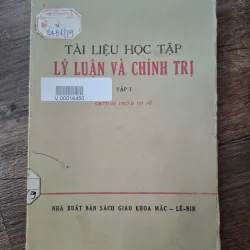 TÀI LIỆU HỌC TẬP
LÝ LUẬN VÀ CHÍNH TRỊ
TẬP I
V.00014450
NHÀ XUẤT BẢN SÁCH GIÁO KHOA MÁC - LÊ-NIN